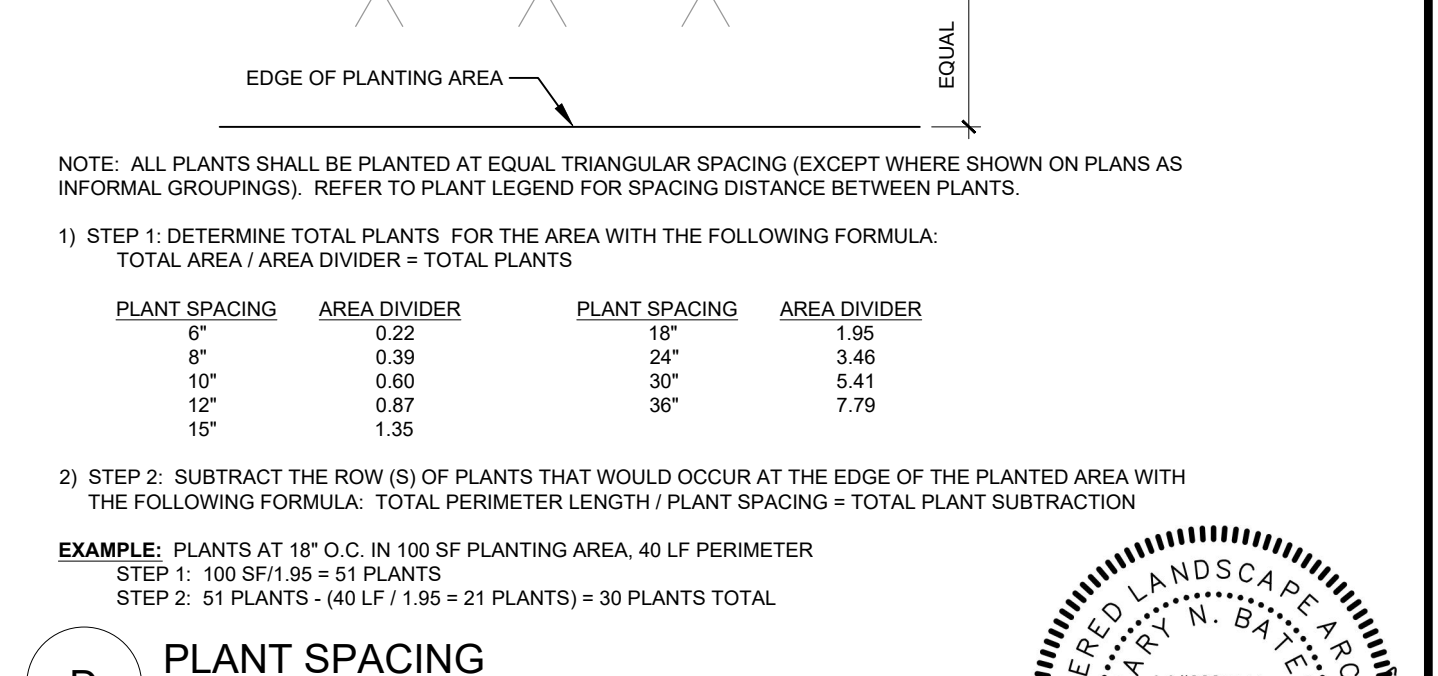 EDGE OF PLANTING AREA
EQUAL
NOTE: ALL PLANTS SHALL BE PLANTED AT EQUAL TRIANGULAR SPACING (EXCEPT WHERE SHOWN ON PLANS AS
INFORMAL GROUPINGS). REFER TO PLANT LEGEND FOR SPACING DISTANCE BETWEEN PLANTS.
1) STEP 1: DETERMINE TOTAL PLANTS FOR THE AREA WITH THE FOLLOWING FORMULA:
TOTAL AREA / AREA DIVIDER = TOTAL PLANTS
PLANT SPACING AREA DIVIDER PLANT SPACING AREA DIVIDER
6" 0.22 18" 1.95
8" 0.39 24" 3.46
10" 0.60 30" 5.41
12" 0.87 36" 7.79
15" 1.35
2) STEP 2: SUBTRACT THE ROW (S) OF PLANTS THAT WOULD OCCUR AT THE EDGE OF THE PLANTED AREA WITH
THE FOLLOWING FORMULA: TOTAL PERIMETER LENGTH / PLANT SPACING = TOTAL PLANT SUBTRACTION
EXAMPLE: PLANTS AT 18" O.C. IN 100 SF PLANTING AREA, 40 LF PERIMETER
STEP 1: 100 SF/1.95 = 51 PLANTS
STEP 2: 51 PLANTS - (40 LF / 1.95 = 21 PLANTS) = 30 PLANTS TOTAL
PLANT SPACING
ERED LANDSCAPE ARC
ARY N. BATE